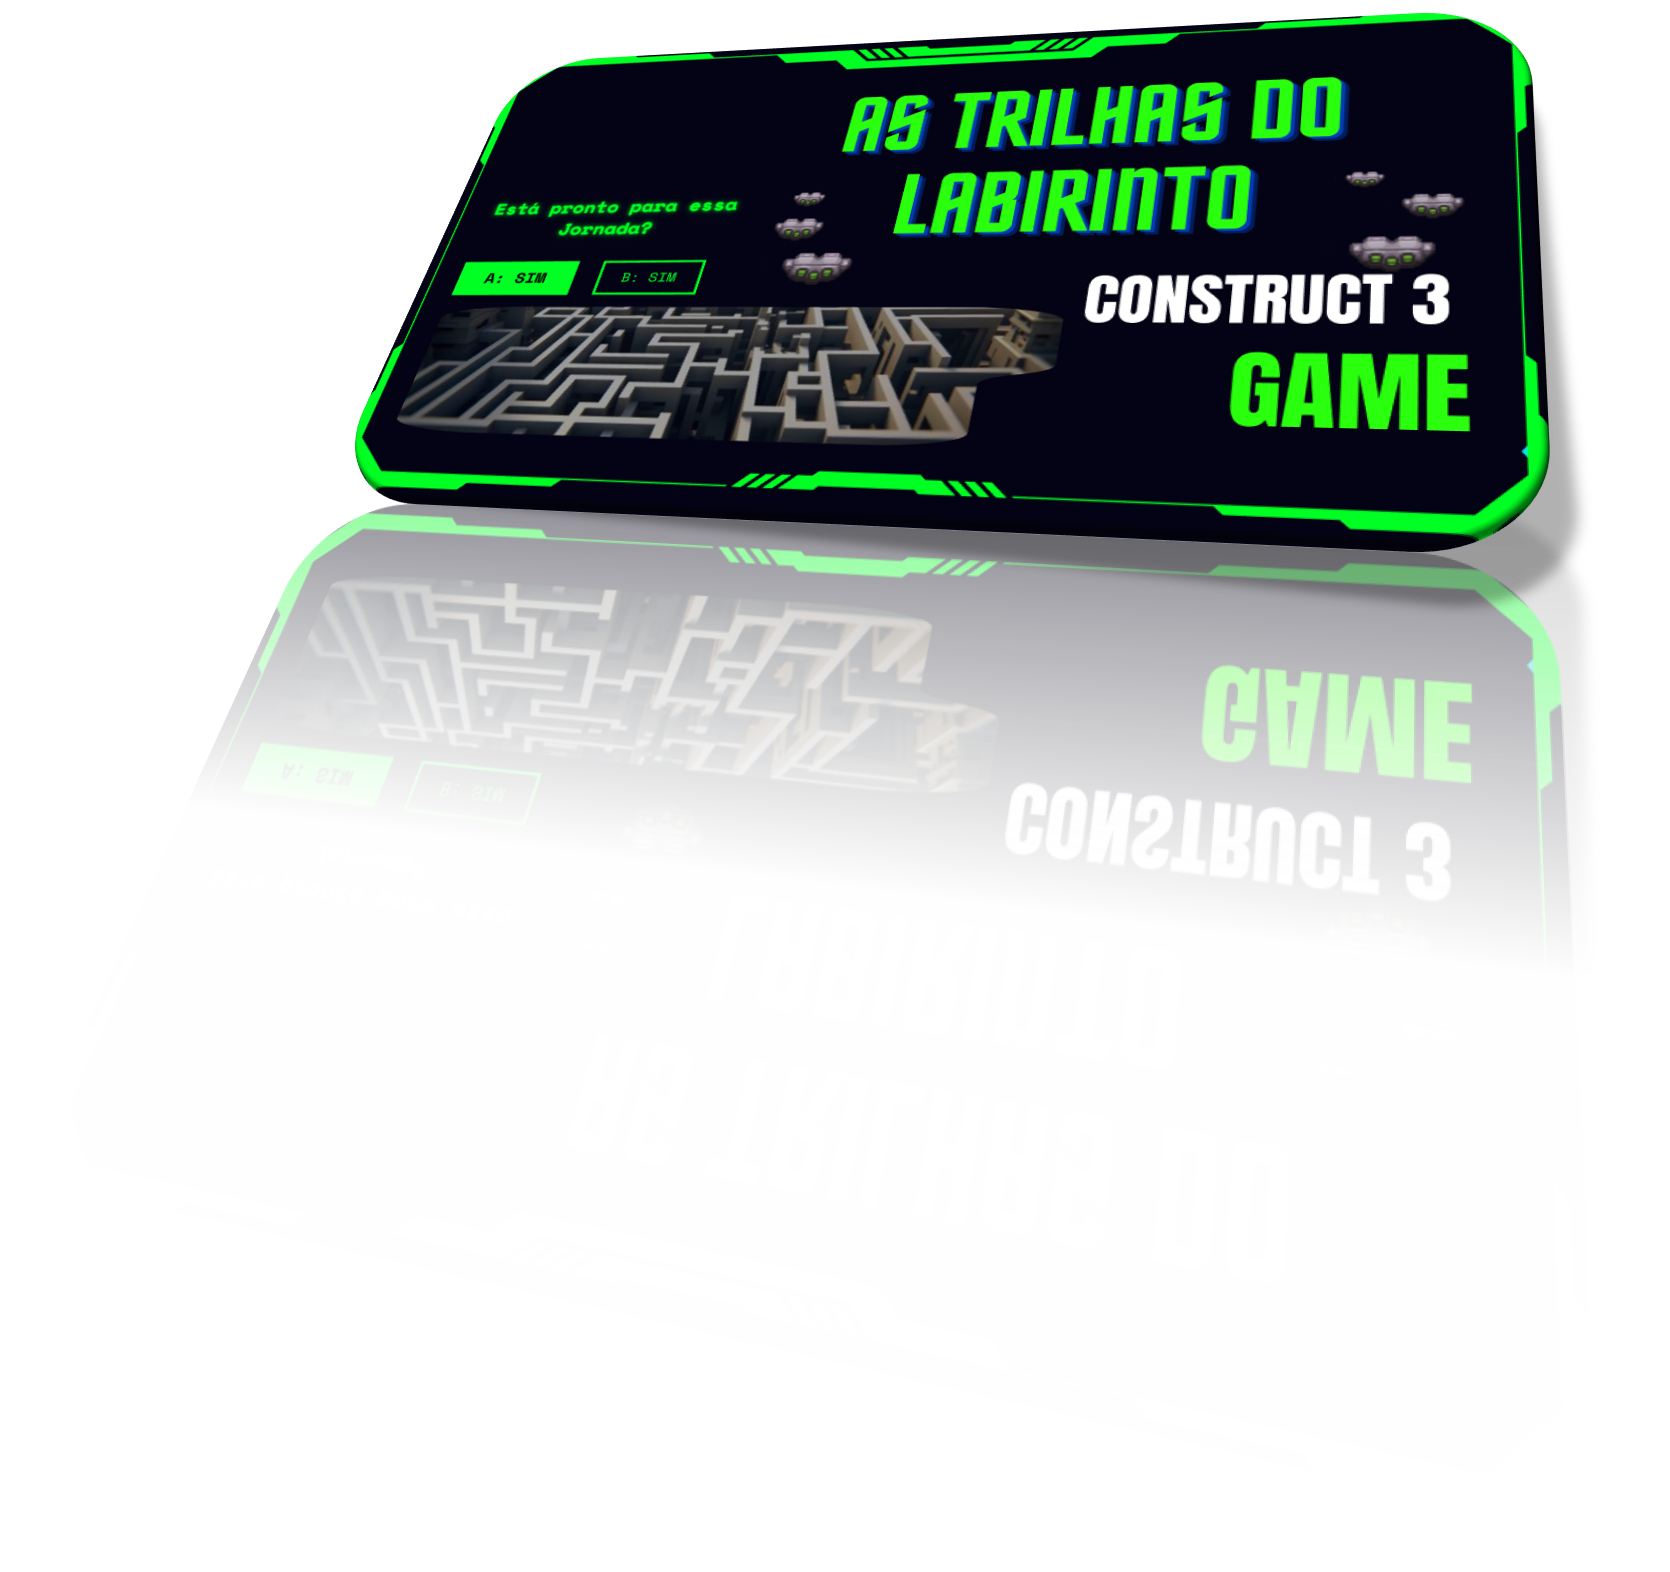 AS TRILHAS DO
LABIRINTO
Está pronto para essa
Jornada?
A: SIM
B: SIM
CONSTRUCT 3
GAME